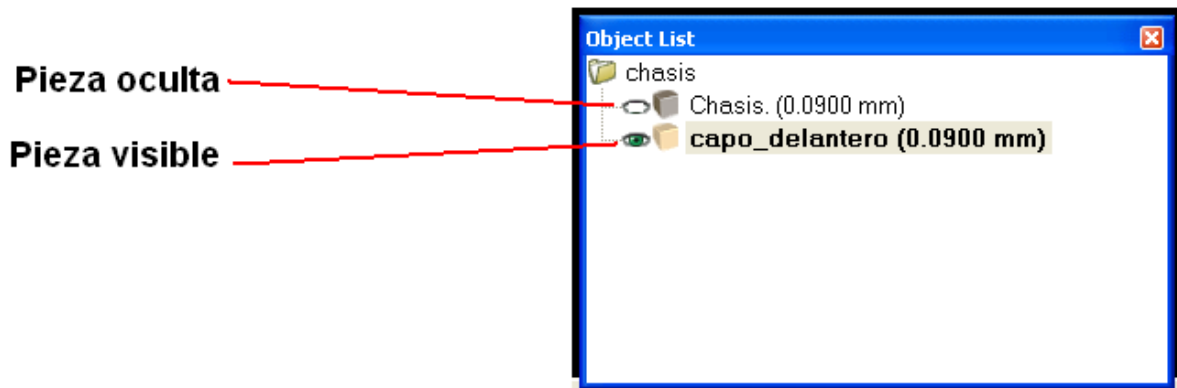 Object List
chasis
Pieza oculta
Chasis. (0.0900 mm)
capo_delantero (0.0900 mm)
Pieza visible